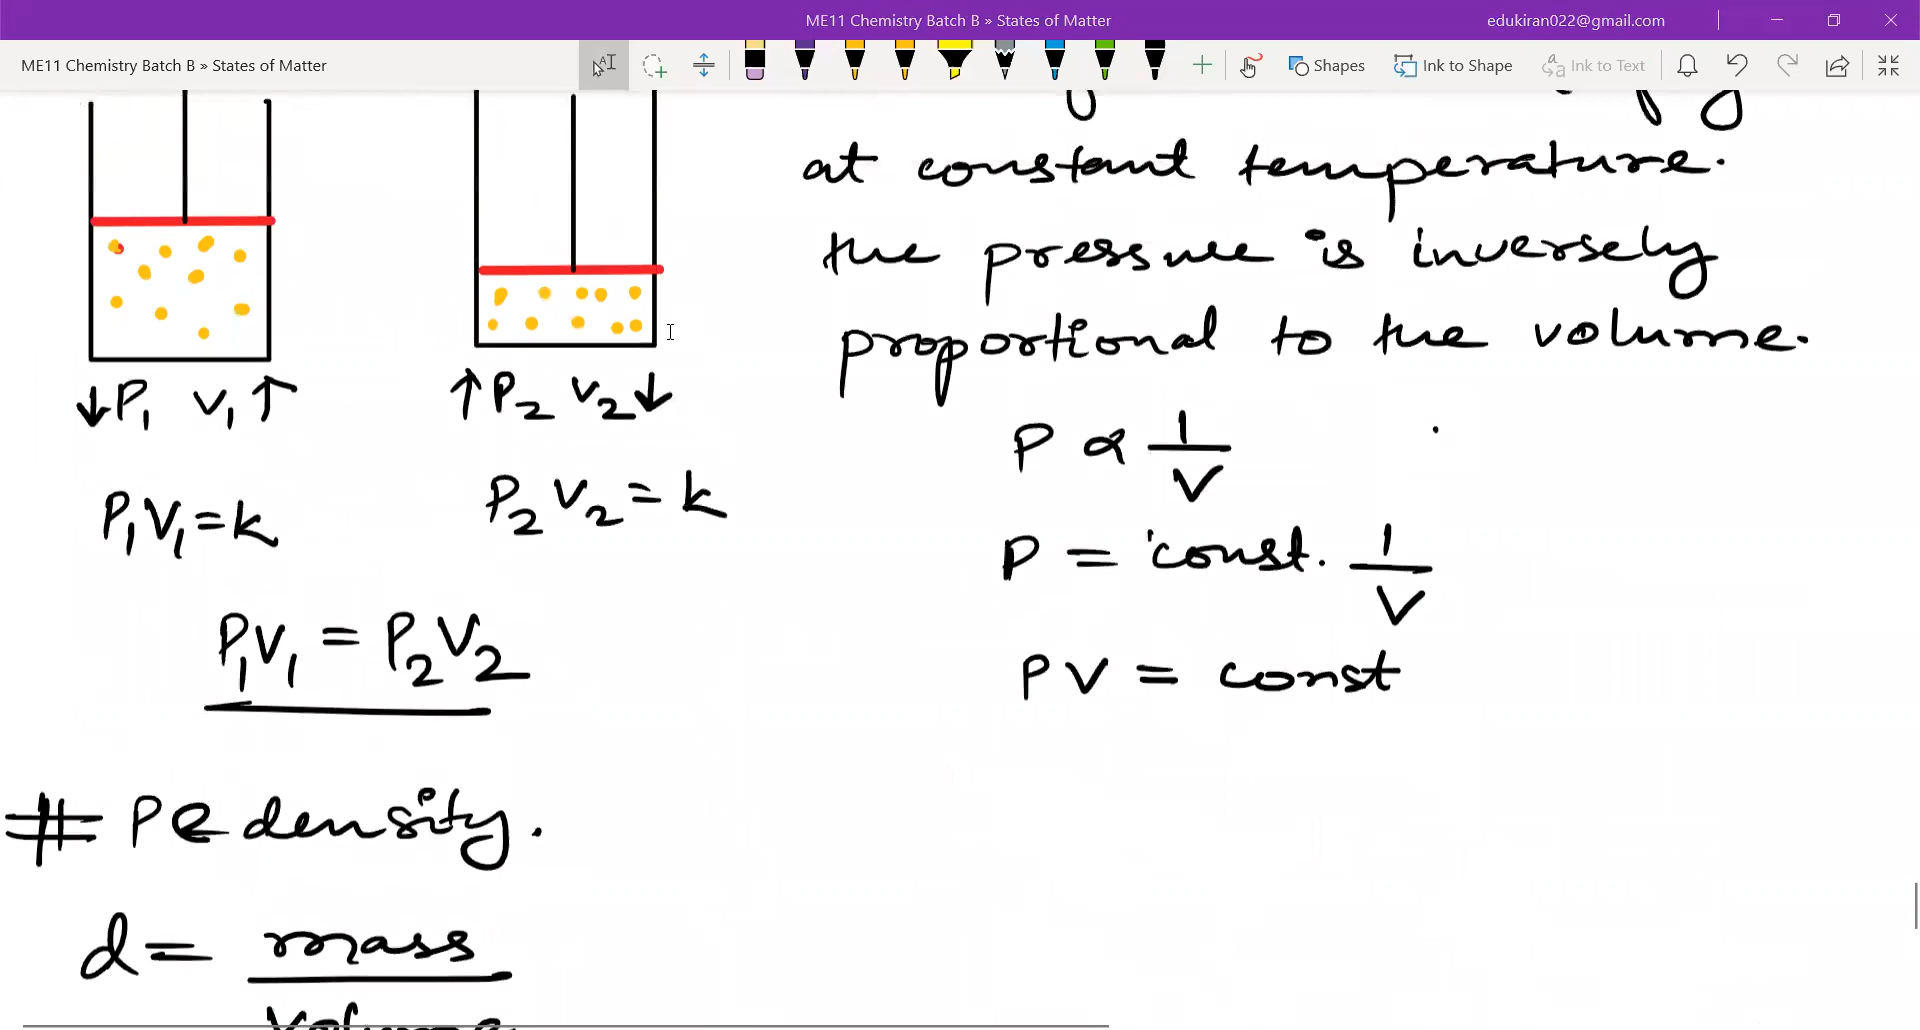 ME11 Chemistry Batch B » States of Matter
edukiran022@gmail.com
ME11 Chemistry Batch B » States of Matter
Shapes
Ink to Shape
Ink to Text
at constant temperature.
the pressure is inversely
proportional to the volume.
↓P₁ V₁↑
↑P₂ V₂↓
P ∝ 1/V
P₁V₁=k
P₂V₂=k
P = const. 1/V
P₁V₁ = P₂V₂
PV = const
# P & density.
d = mass
volume